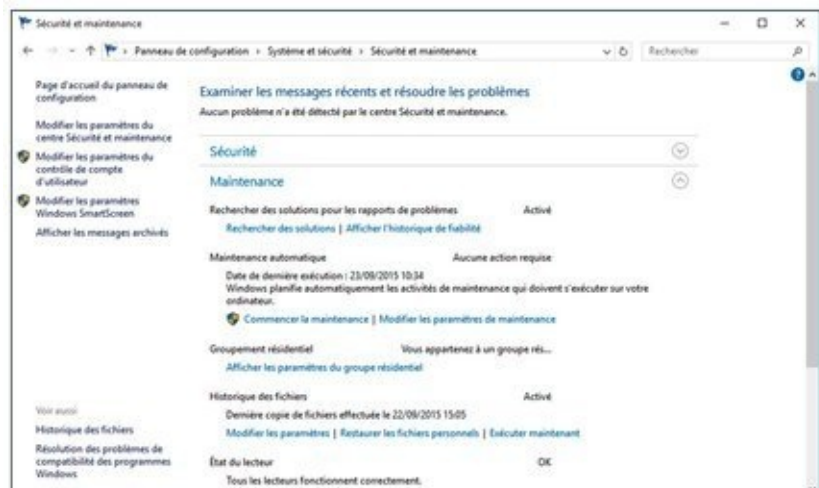 Sécurité et maintenance
Panneau de configuration › Système et sécurité › Sécurité et maintenance
Rechercher
Page d'accueil du panneau de
configuration
Modifier les paramètres du
centre Sécurité et maintenance
Modifier les paramètres du
contrôle de compte
d'utilisateur
Modifier les paramètres
Windows SmartScreen
Afficher les messages archivés
Voir aussi
Historique des fichiers
Résolution des problèmes de
compatibilité des programmes
Windows
Examiner les messages récents et résoudre les problèmes
Aucun problème n'a été détecté par le centre Sécurité et maintenance.
Sécurité
Maintenance
Rechercher des solutions pour les rapports de problèmes Activé
Rechercher des solutions | Afficher l'historique de fiabilité
Maintenance automatique Aucune action requise
Date de dernière exécution : 23/09/2015 10:34
Windows planifie automatiquement les activités de maintenance qui doivent s'exécuter sur votre
ordinateur.
Commencer la maintenance | Modifier les paramètres de maintenance
Groupement résidentiel Vous appartenez à un groupe rés...
Afficher les paramètres du groupe résidentiel
Historique des fichiers Activé
Dernière copie de fichiers effectuée le 22/09/2015 15:05
Modifier les paramètres | Restaurer les fichiers personnels | Exécuter maintenant
État du lecteur OK
Tous les lecteurs fonctionnent correctement.